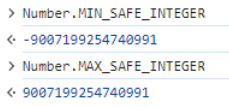 > Number.MIN_SAFE_INTEGER
<· -9007199254740991
> Number.MAX_SAFE_INTEGER
<· 9007199254740991